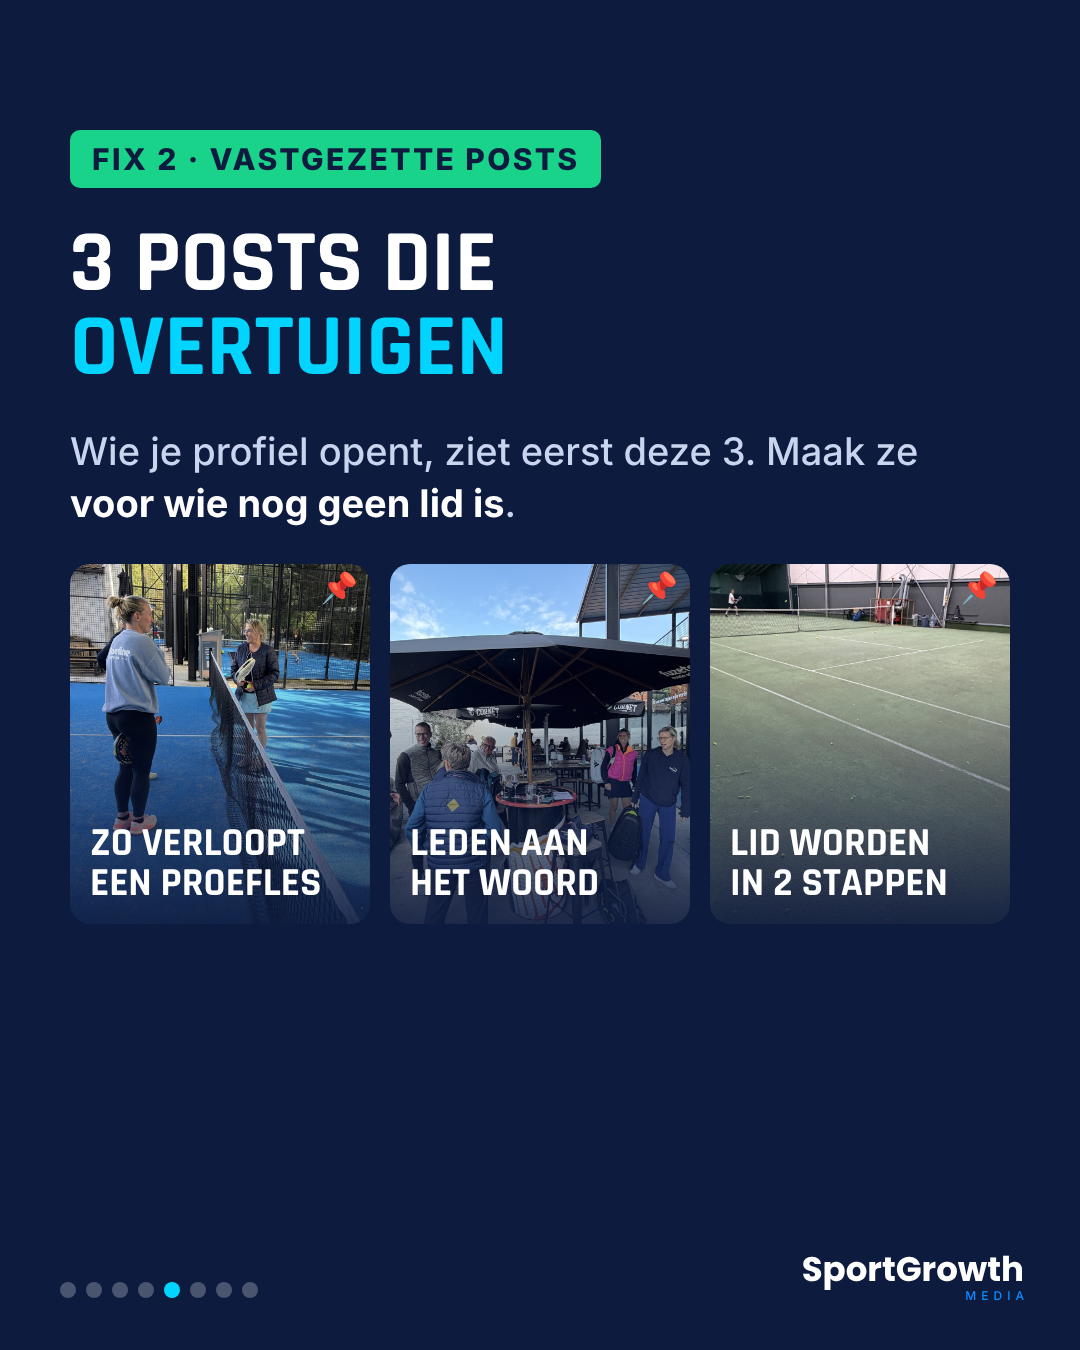 FIX 2 · VASTGEZETTE POSTS
3 POSTS DIE
OVERTUIGEN
Wie je profiel opent, ziet eerst deze 3. Maak ze
voor wie nog geen lid is.
ZO VERLOOPT
EEN PROEFLES
LEDEN AAN
HET WOORD
LID WORDEN
IN 2 STAPPEN
SportGrowth
MEDIA